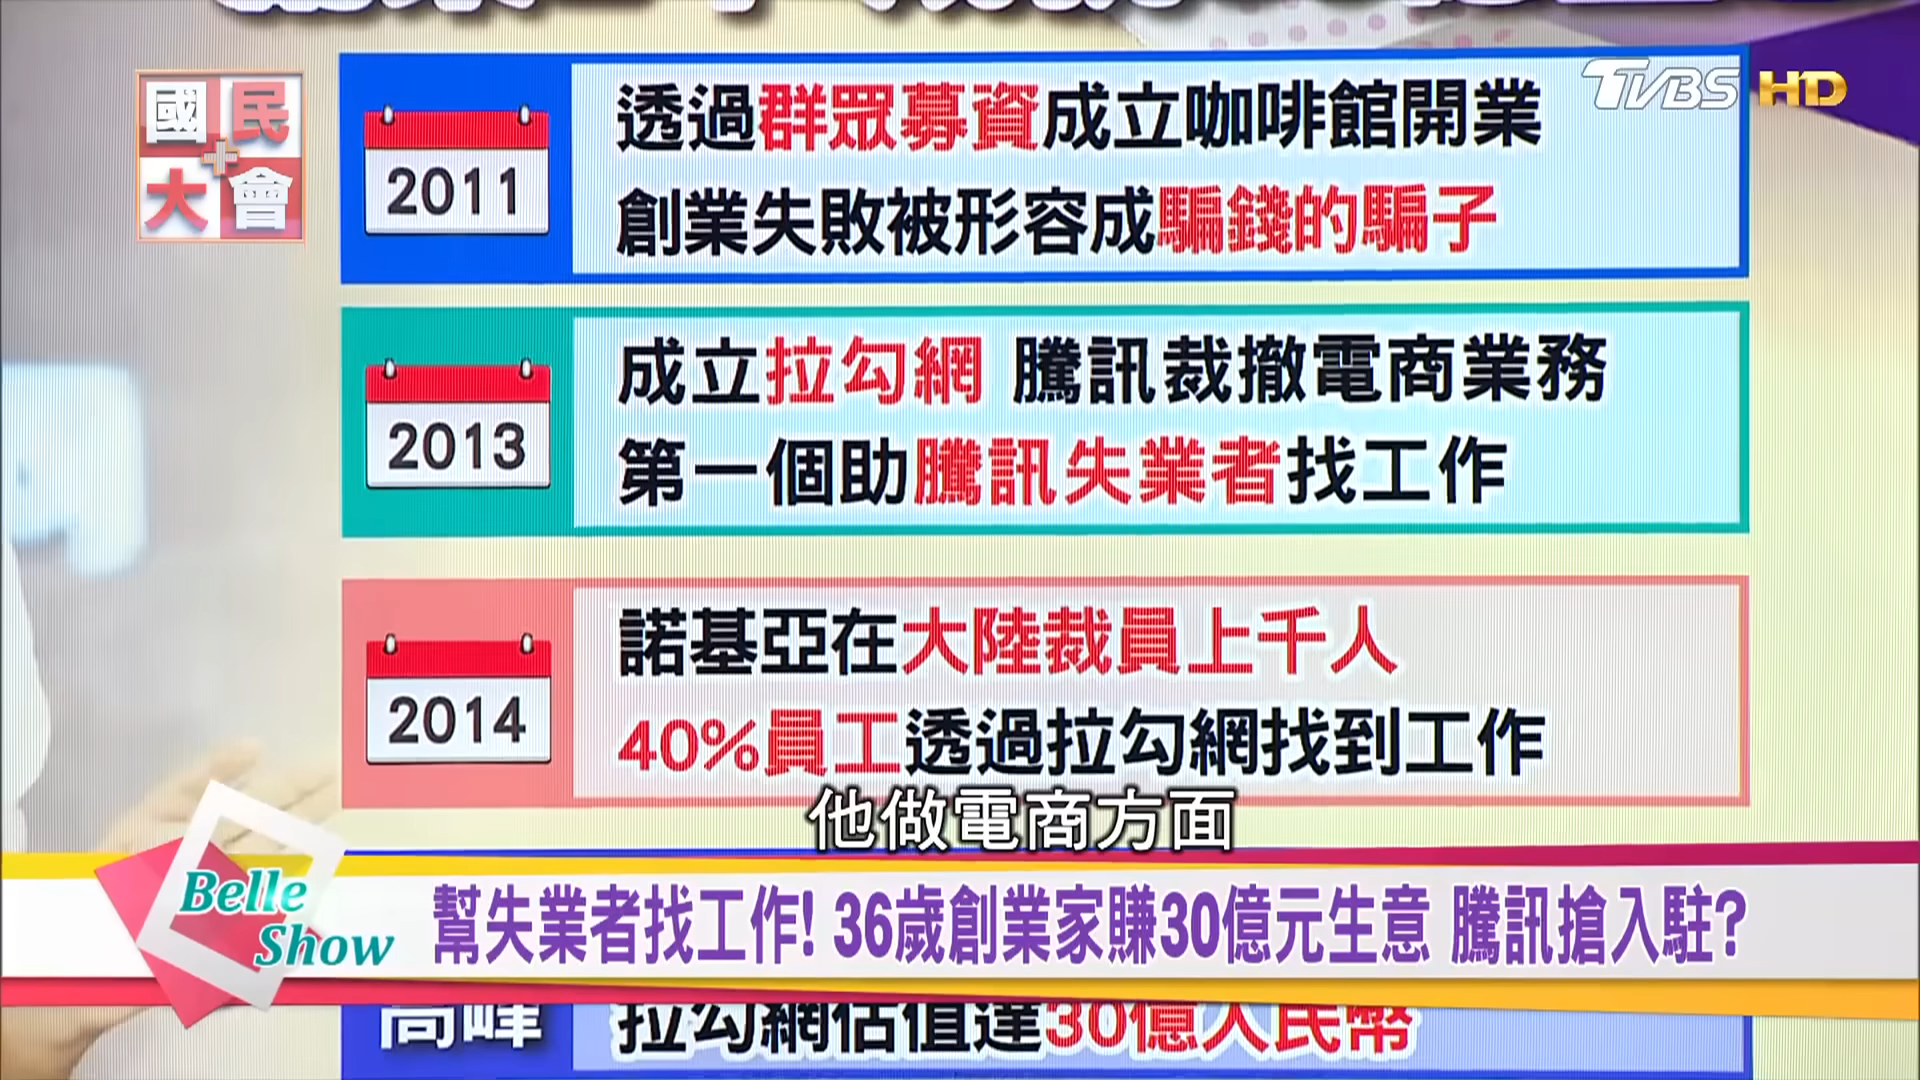 國民大會
TVBS HD
2011
透過群眾募資成立咖啡館開業
創業失敗被形容成騙錢的騙子
2013
成立拉勾網 騰訊裁撤電商業務
第一個助騰訊失業者找工作
2014
諾基亞在大陸裁員上千人
40%員工透過拉勾網找到工作
他做電商方面
Belle Show
幫失業者找工作! 36歲創業家賺30億元生意 騰訊搶入駐?
高峰
拉勾網估值達30億人民幣